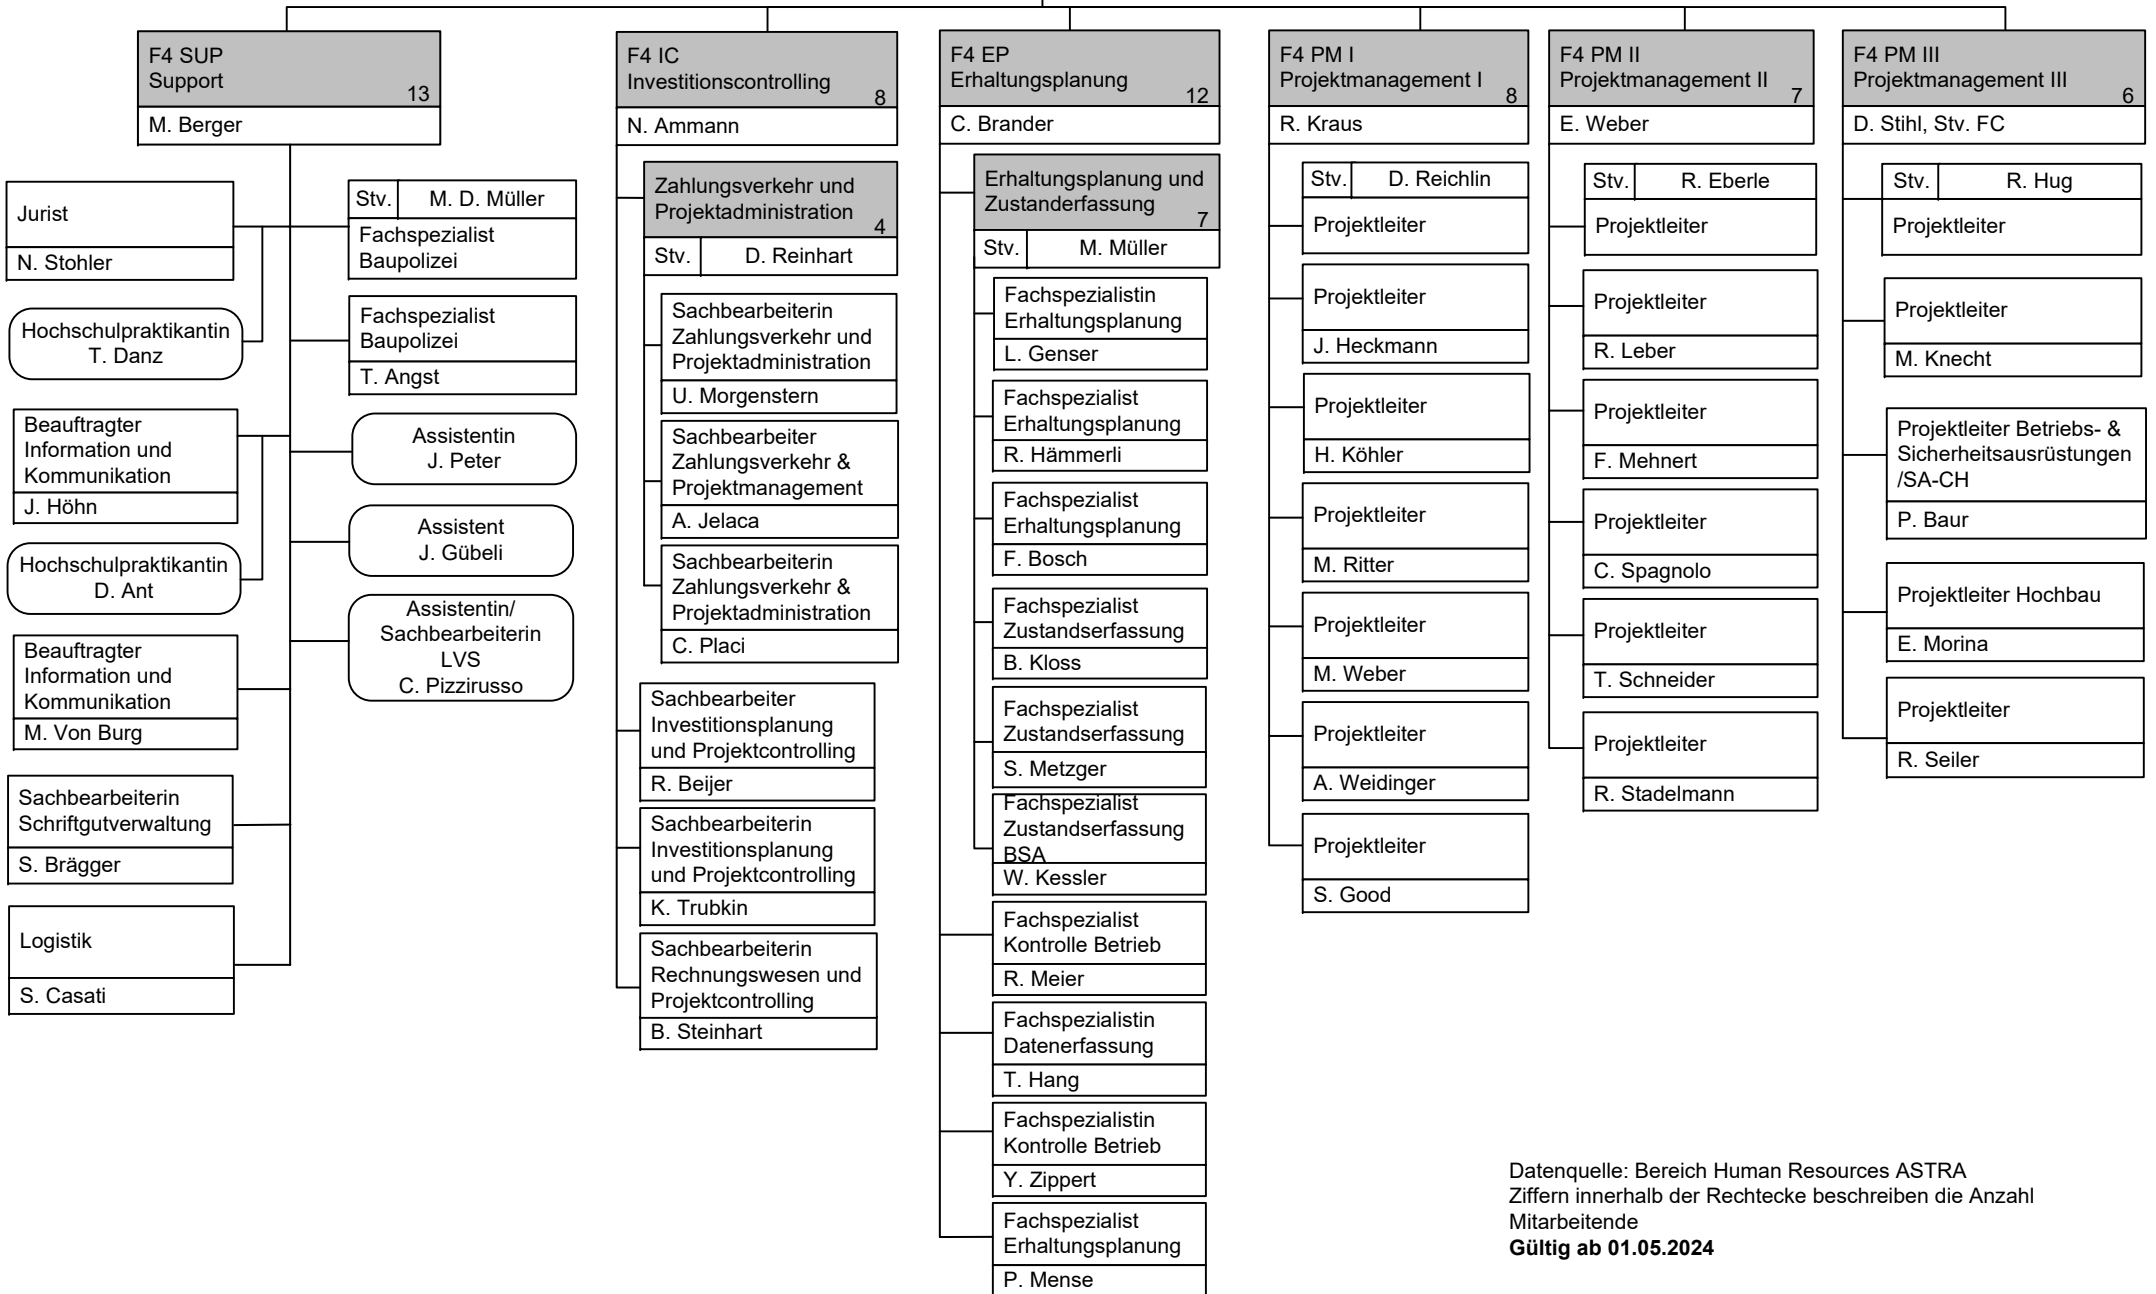 F4 SUP
Support
13
M. Berger
Jurist
N. Stohler
Hochschulpraktikantin
T. Danz
Beauftragter
Information und
Kommunikation
J. Höhn
Hochschulpraktikantin
D. Ant
Beauftragter
Information und
Kommunikation
M. Von Burg
Sachbearbeiterin
Schriftgutverwaltung
S. Brägger
Logistik
S. Casati
Stv.
M. D. Müller
Fachspezialist
Baupolizei
Fachspezialist
Baupolizei
T. Angst
Assistentin
J. Peter
Assistent
J. Gübeli
Assistentin/
Sachbearbeiterin
LVS
C. Pizzirusso
F4 IC
Investitionscontrolling
8
N. Ammann
Zahlungsverkehr und
Projektadministration
4
Stv.
D. Reinhart
Sachbearbeiterin
Zahlungsverkehr und
Projektadministration
U. Morgenstern
Sachbearbeiter
Zahlungsverkehr &
Projektmanagement
A. Jelaca
Sachbearbeiterin
Zahlungsverkehr &
Projektadministration
C. Placi
Sachbearbeiter
Investitionsplanung
und Projektcontrolling
R. Beijer
Sachbearbeiterin
Investitionsplanung
und Projektcontrolling
K. Trubkin
Sachbearbeiterin
Rechnungswesen und
Projektcontrolling
B. Steinhart
F4 EP
Erhaltungsplanung
12
C. Brander
Erhaltungsplanung und
Zustanderfassung
7
Stv.
M. Müller
Fachspezialistin
Erhaltungsplanung
L. Genser
Fachspezialist
Erhaltungsplanung
R. Hämmerli
Fachspezialist
Erhaltungsplanung
F. Bosch
Fachspezialist
Zustandserfassung
B. Kloss
Fachspezialist
Zustandserfassung
S. Metzger
Fachspezialist
Zustandserfassung
BSA
W. Kessler
Fachspezialist
Kontrolle Betrieb
R. Meier
Fachspezialistin
Datenerfassung
T. Hang
Fachspezialistin
Kontrolle Betrieb
Y. Zippert
Fachspezialist
Erhaltungsplanung
P. Mense
F4 PM I
Projektmanagement I
8
R. Kraus
Stv.
D. Reichlin
Projektleiter
Projektleiter
J. Heckmann
Projektleiter
H. Köhler
Projektleiter
M. Ritter
Projektleiter
M. Weber
Projektleiter
A. Weidinger
Projektleiter
S. Good
F4 PM II
Projektmanagement II
7
E. Weber
Stv.
R. Eberle
Projektleiter
Projektleiter
R. Leber
Projektleiter
F. Mehnert
Projektleiter
C. Spagnolo
Projektleiter
T. Schneider
Projektleiter
R. Stadelmann
F4 PM III
Projektmanagement III
6
D. Stihl, Stv. FC
Stv.
R. Hug
Projektleiter
Projektleiter
M. Knecht
Projektleiter Betriebs- &
Sicherheitsausrüstungen
/SA-CH
P. Baur
Projektleiter Hochbau
E. Morina
Projektleiter
R. Seiler
Datenquelle: Bereich Human Resources ASTRA
Ziffern innerhalb der Rechtecke beschreiben die Anzahl
Mitarbeitende
Gültig ab 01.05.2024